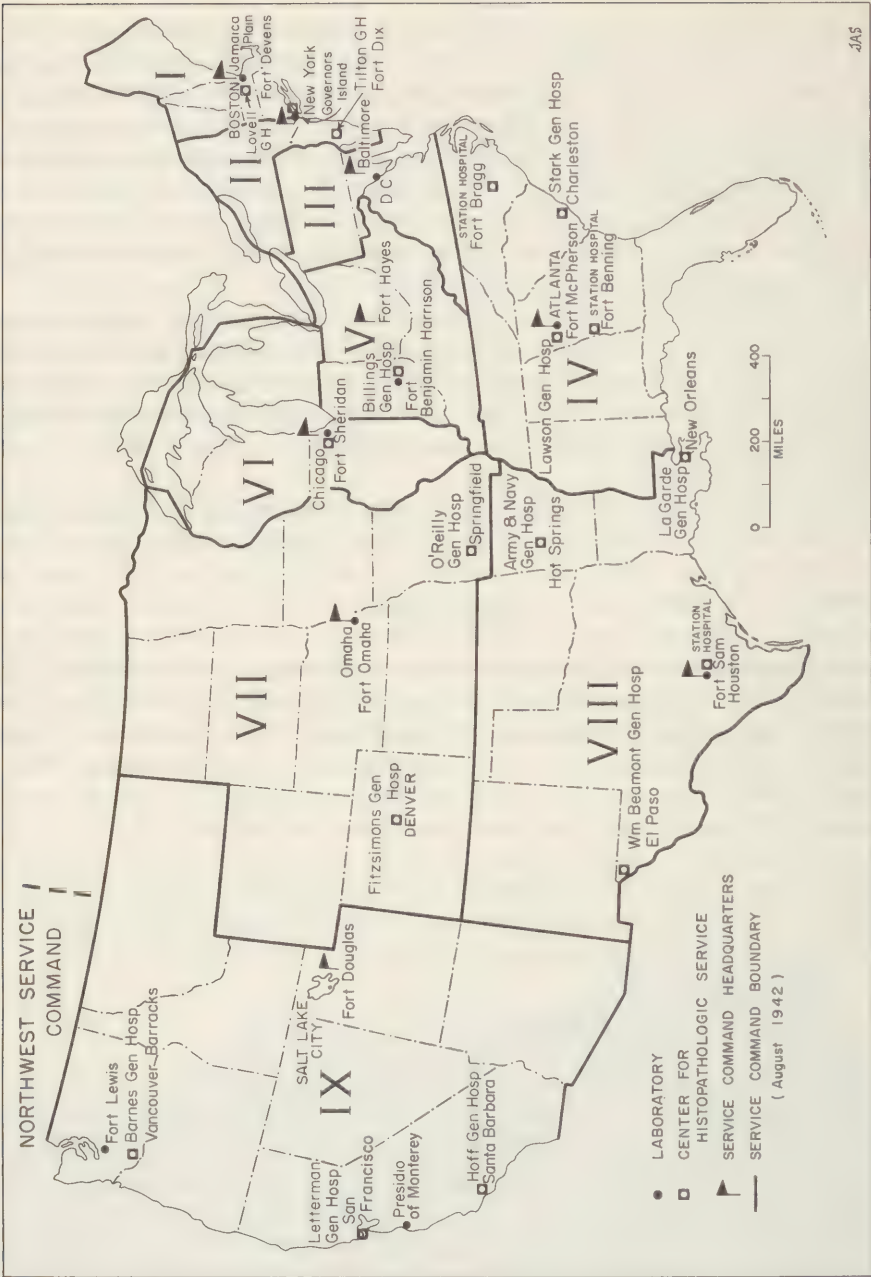 NORTHWEST SERVICE
COMMAND
Fort Lewis
Barnes Gen Hosp
Vancouver Barracks
Letterman
Gen Hosp
San
Francisco
Presidio
of Monterey
Hoff Gen Hosp
Santa Barbara
SALT LAKE
CITY
Fort Douglas
IX
VII
Omaha
Fort Omaha
Fitzsimons Gen
Hosp
DENVER
O'Reilly
Gen Hosp
Springfield
Army & Navy
Gen Hosp
Hot Springs
VIII
Wm Beamont Gen Hosp
El Paso
STATION
HOSPITAL
Fort Sam
Houston
La Garde
Gen Hosp
New Orleans
VI
Chicago
Fort Sheridan
V
Fort Hayes
Billings
Gen Hosp
Fort
Benjamin Harrison
IV
Lawson Gen Hosp
ATLANTA
Fort McPherson
STATION HOSPITAL
Fort Benning
Stark Gen Hosp
Charleston
STATION HOSPITAL
Fort Bragg
III
D C
Baltimore
Tilton G H
Fort Dix
II
New York
Governors
Island
I
BOSTON
Jamaica
Plain
Lovell
G H
Fort Devens
LABORATORY
CENTER FOR
HISTOPATHOLOGIC SERVICE
SERVICE COMMAND HEADQUARTERS
SERVICE COMMAND BOUNDARY
(August 1942)
0 200 400
MILES
JAS